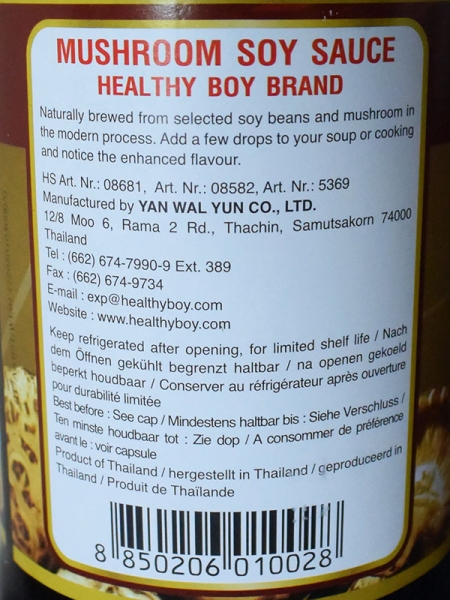 MUSHROOM SOY SAUCE
HEALTHY BOY BRAND
Naturally brewed from selected soy beans and mushroom in
the modern process. Add a few drops to your soup or cooking
and notice the enhanced flavour.
HS Art. Nr.: 08681, Art. Nr.: 08582, Art. Nr.: 5369
Manufactured by YAN WAL YUN CO., LTD.
12/8 Moo 6, Rama 2 Rd., Thachin, Samutsakorn 74000
Thailand
Tel : (662) 674-7990-9 Ext. 389
Fax : (662) 674-9734
E-mail : exp@healthyboy.com
Website : www.healthyboy.com
Keep refrigerated after opening, for limited shelf life / Nach
dem Öffnen gekühlt begrenzt haltbar / na openen gekoeld
beperkt houdbaar / Conserver au réfrigérateur après ouverture
pour durabilité limitée
Best before : See cap / Mindestens haltbar bis : Siehe Verschluss /
Ten minste houdbaar tot : Zie dop / A consommer de préférence
avant le : voir capsule
Product of Thailand / hergestellt in Thailand / geproduceerd in
Thailand / Produit de Thaïlande
8 850206 010028